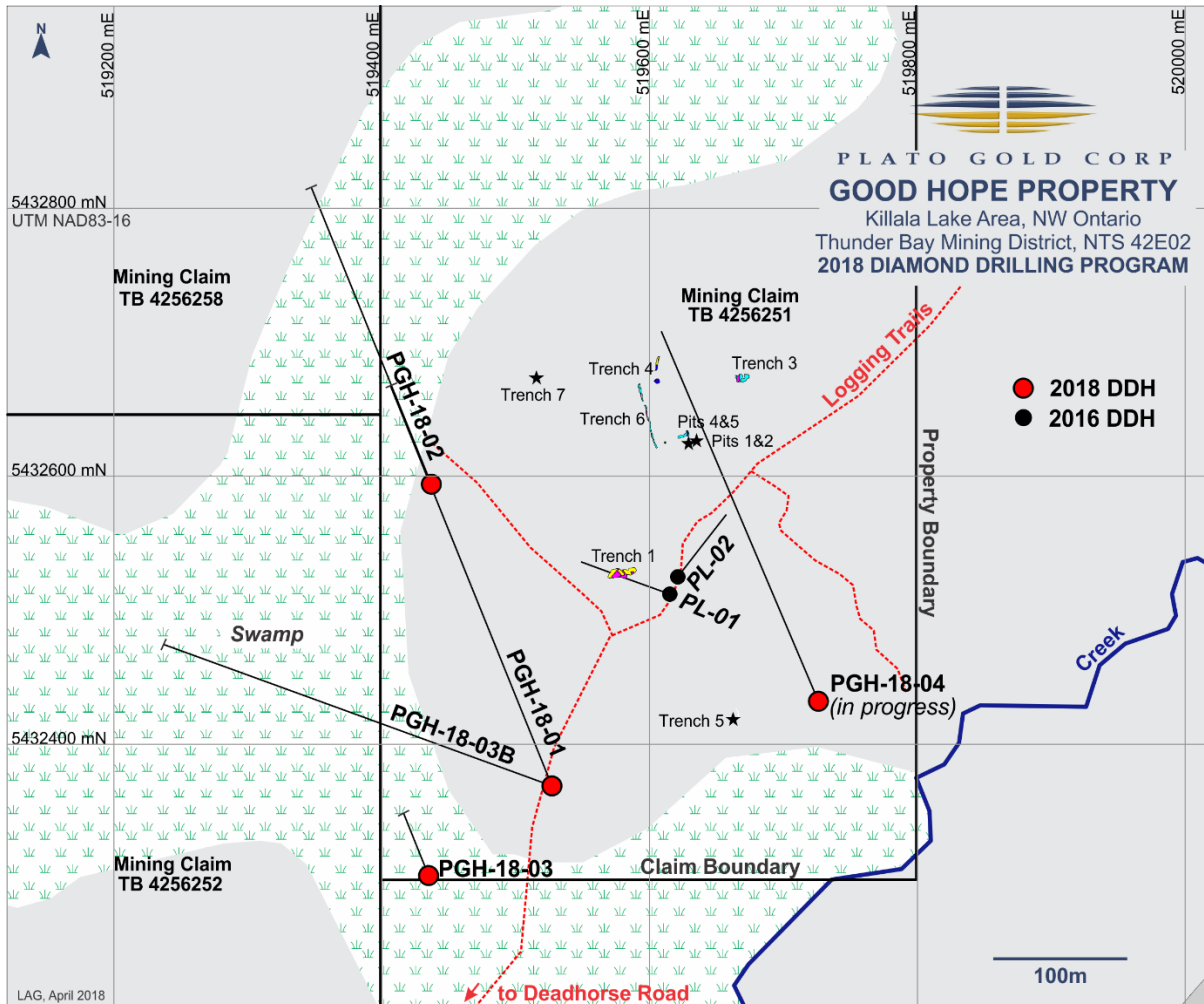 N
519200 mE
519400 mE
519600 mE
519800 mE
520000 mE
PLATO GOLD CORP
GOOD HOPE PROPERTY
Killala Lake Area, NW Ontario
Thunder Bay Mining District, NTS 42E02
2018 DIAMOND DRILLING PROGRAM
5432800 mN
UTM NAD83-16
Mining Claim
TB 4256258
Mining Claim
TB 4256251
Logging Trails
Trench 4
Trench 3
Trench 7
Trench 6
Pits 4&5
Pits 1&2
2018 DDH
2016 DDH
PGH-18-02
5432600 mN
Property Boundary
Trench 1
PL-02
PL-01
Swamp
Creek
PGH-18-01
PGH-18-04
(in progress)
Trench 5
PGH-18-03B
5432400 mN
Mining Claim
TB 4256252
PGH-18-03
Claim Boundary
100m
LAG, April 2018
to Deadhorse Road